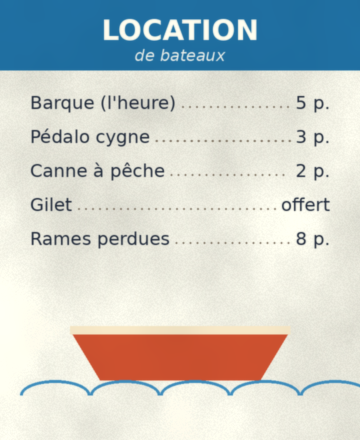 LOCATION
de bateaux
Barque (l'heure) ................ 5 p.
Pédalo cygne .................... 3 p.
Canne à pêche ................. 2 p.
Gilet ............................. offert
Rames perdues ................. 8 p.